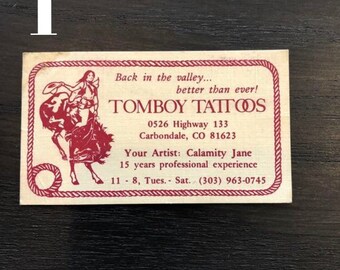 1
Back in the valley...
better than ever!
TOMBOY TATTOOS
0526 Highway 133
Carbondale, CO 81623
Your Artist: Calamity Jane
15 years professional experience
11 - 8, Tues. - Sat. (303) 963-0745